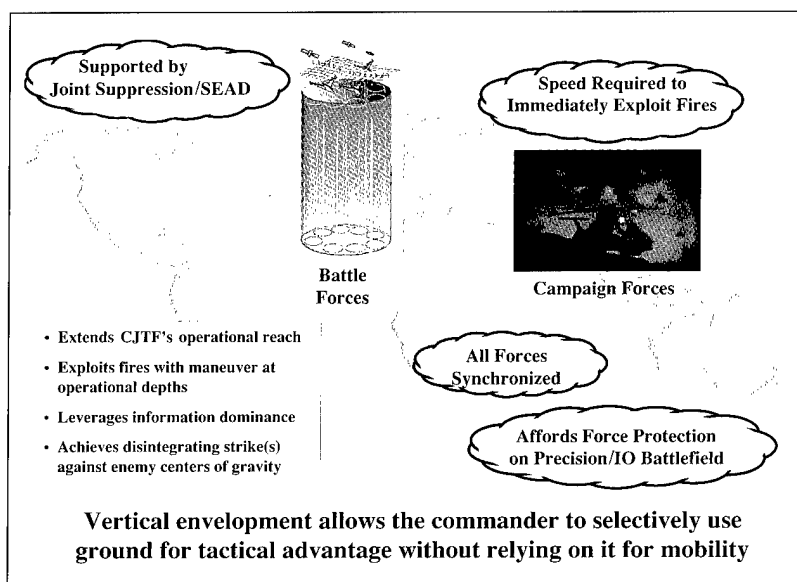 Supported by
Joint Suppression/SEAD
Speed Required to
Immediately Exploit Fires
Battle
Forces
Campaign Forces
• Extends CJTF's operational reach
• Exploits fires with maneuver at
operational depths
• Leverages information dominance
• Achieves disintegrating strike(s)
against enemy centers of gravity
All Forces
Synchronized
Affords Force Protection
on Precision/IO Battlefield
Vertical envelopment allows the commander to selectively use
ground for tactical advantage without relying on it for mobility